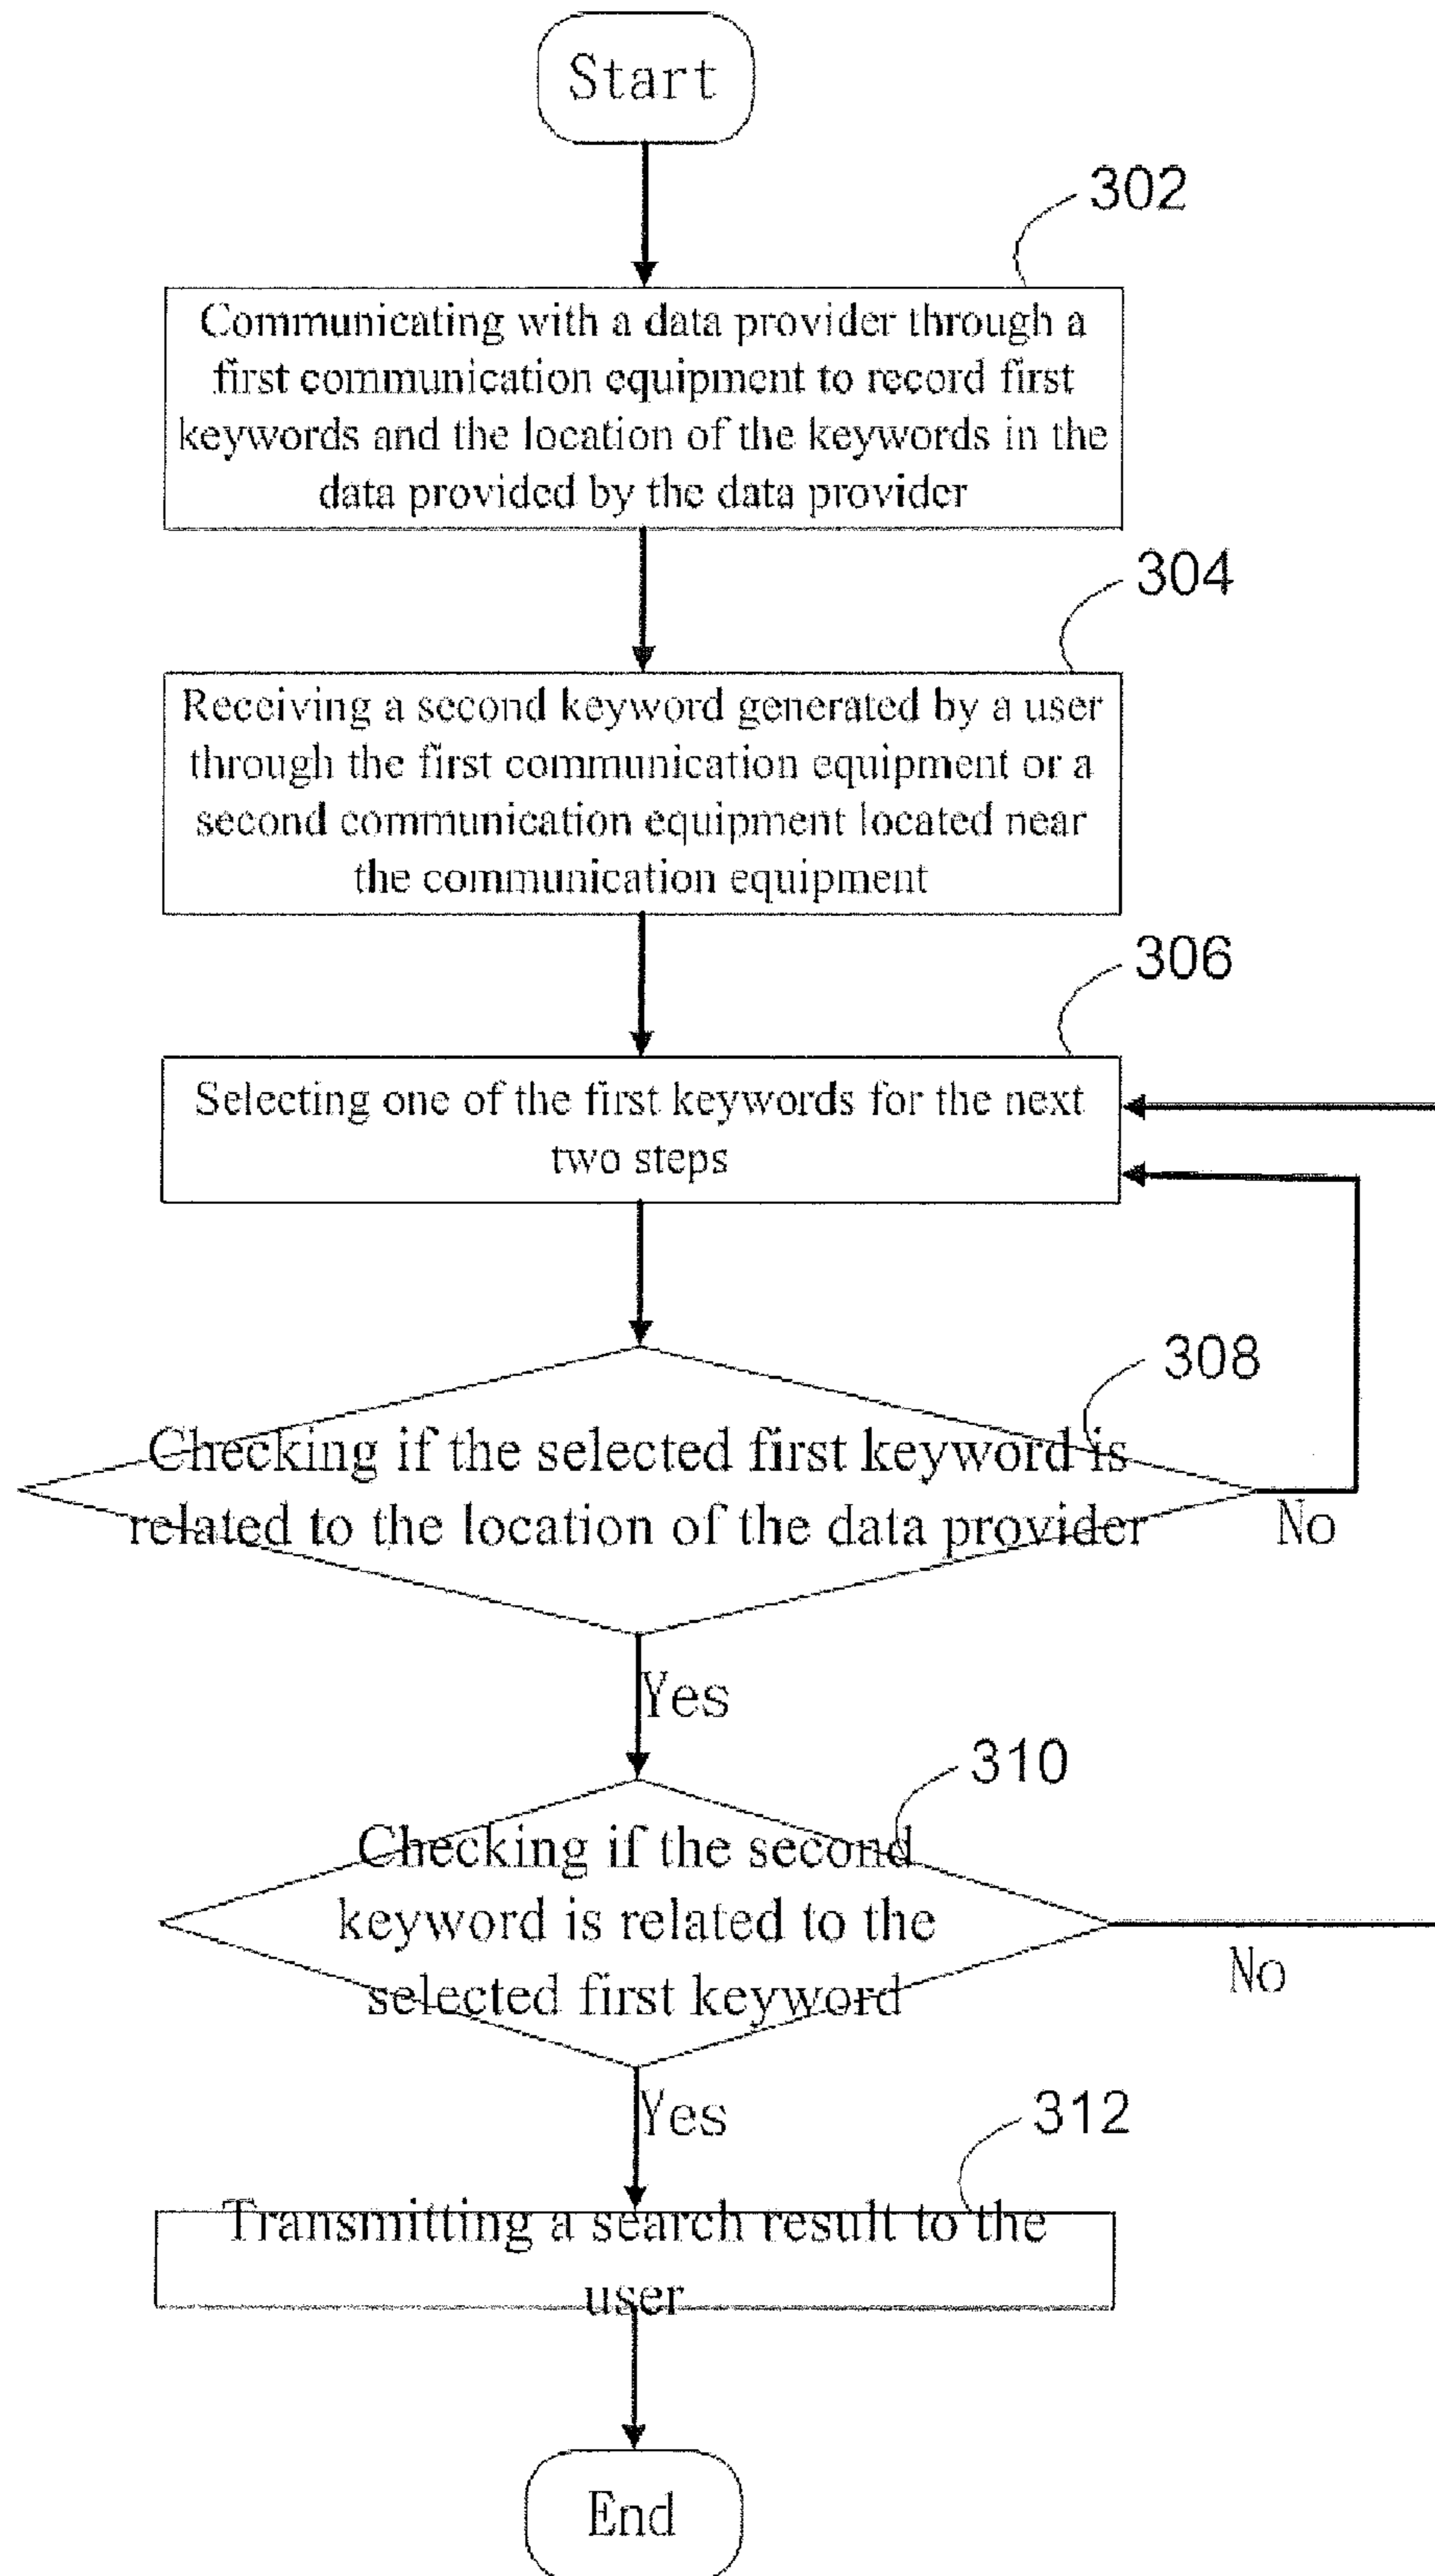 Start
302
Communicating with a data provider through a
first communication equipment to record first
keywords and the location of the keywords in the
data provided by the data provider
304
Receiving a second keyword generated by a user
through the first communication equipment or a
second communication equipment located near
the communication equipment
306
Selecting one of the first keywords for the next
two steps
308
Checking if the selected first keyword is
related to the location of the data provider
No
Yes
310
Checking if the second
keyword is related to the
selected first keyword
No
Yes
312
Transmitting a search result to the
user
End